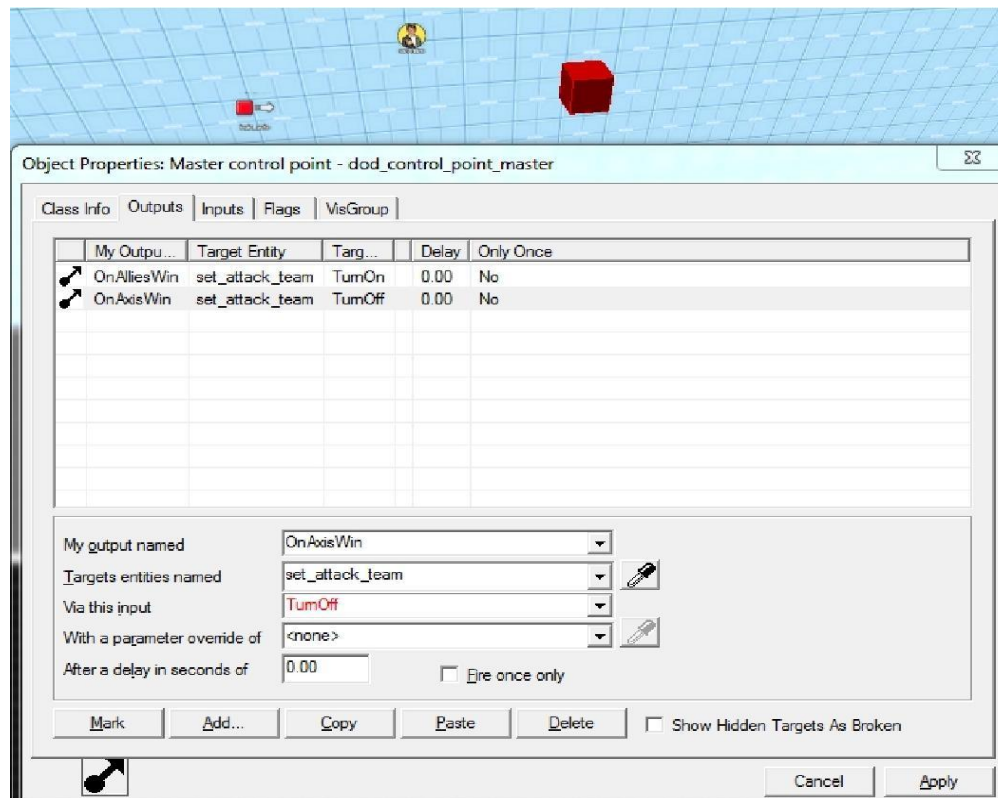 Object Properties: Master control point - dod_control_point_master
Class Info Outputs Inputs Flags VisGroup
My Outpu... Target Entity Targ... Delay Only Once
OnAlliesWin set_attack_team TurnOn 0.00 No
OnAxisWin set_attack_team TurnOff 0.00 No
My output named OnAxisWin
Targets entities named set_attack_team
Via this input TurnOff
With a parameter override of <none>
After a delay in seconds of 0.00 Fire once only
Mark Add... Copy Paste Delete Show Hidden Targets As Broken
Cancel Apply